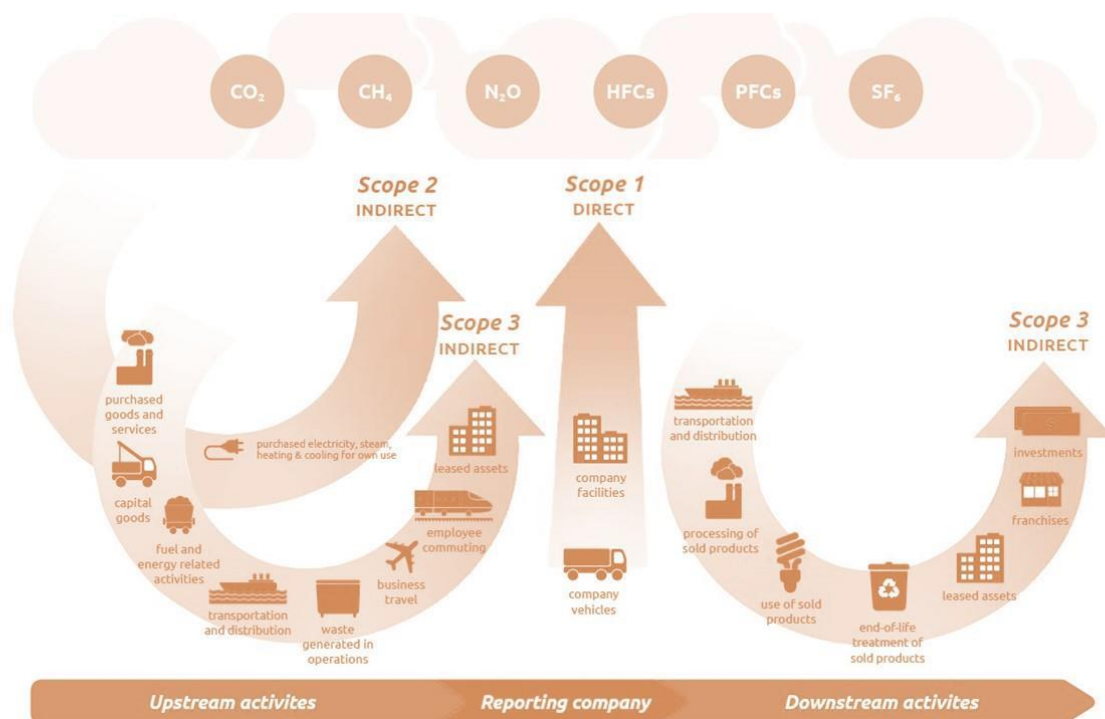 CO₂
CH₄
N₂O
HFCs
PFCs
SF₆
Scope 2
INDIRECT
Scope 1
DIRECT
Scope 3
INDIRECT
Scope 3
INDIRECT
purchased
goods and
services
capital
goods
fuel and
energy related
activities
purchased electricity, steam,
heating & cooling for own use
transportation
and distribution
waste
generated in
operations
business
travel
employee
commuting
leased assets
company
facilities
company
vehicles
transportation
and distribution
processing of
sold products
use of sold
products
end-of-life
treatment of
sold products
leased assets
franchises
investments
Upstream activites
Reporting company
Downstream activites